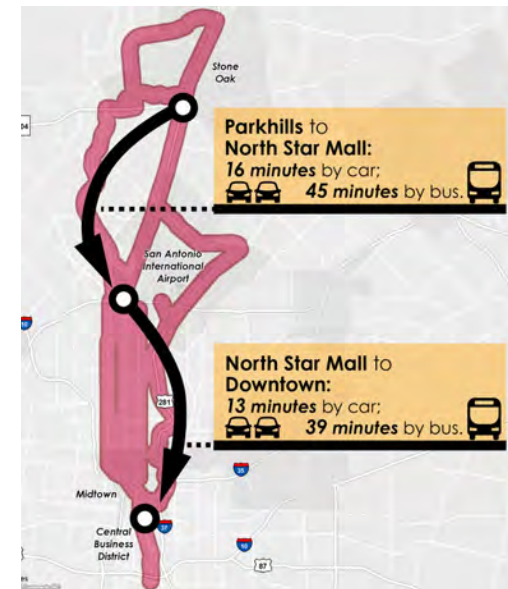 Stone
Oak
Parkhills to
North Star Mall:
16 minutes by car;
45 minutes by bus.
San Antonio
International
Airport
10
North Star Mall to
Downtown:
13 minutes by car;
39 minutes by bus.
281
35
Midtown
37
Central
Business
District
10
87